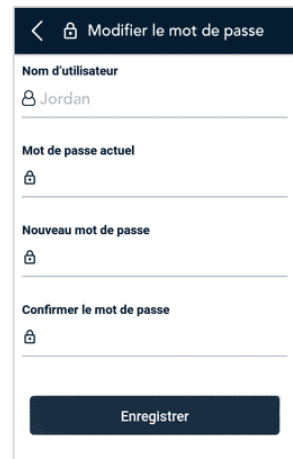 Modifier le mot de passe
Nom d'utilisateur
Jordan
Mot de passe actuel
Nouveau mot de passe
Confirmer le mot de passe
Enregistrer